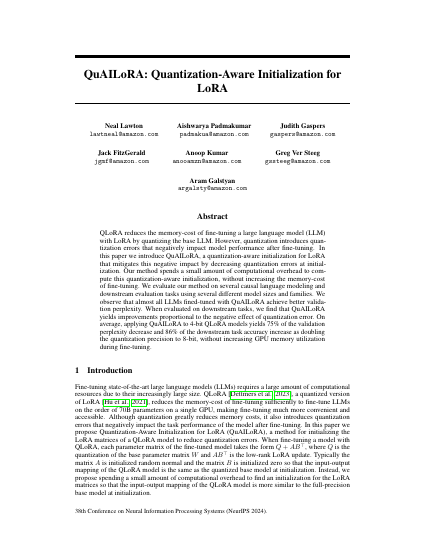 QuAILoRA: Quantization-Aware Initialization for
LoRA
Neal Lawton
lawtneal@amazon.com
Aishwarya Padmakumar
padmakua@amazon.com
Judith Gaspers
gaspers@amazon.com
Jack FitzGerald
jgmf@amazon.com
Anoop Kumar
anooamzn@amazon.com
Greg Ver Steeg
gssteeg@amazon.com
Aram Galstyan
argalsty@amazon.com
Abstract
QLoRA reduces the memory-cost of fine-tuning a large language model (LLM)
with LoRA by quantizing the base LLM. However, quantization introduces quan-
tization errors that negatively impact model performance after fine-tuning. In
this paper we introduce QuAILoRA, a quantization-aware initialization for LoRA
that mitigates this negative impact by decreasing quantization errors at initial-
ization. Our method spends a small amount of computational overhead to com-
pute this quantization-aware initialization, without increasing the memory-cost
of fine-tuning. We evaluate our method on several causal language modeling and
downstream evaluation tasks using several different model sizes and families. We
observe that almost all LLMs fined-tuned with QuAILoRA achieve better valida-
tion perplexity. When evaluated on downstream tasks, we find that QuAILoRA
yields improvements proportional to the negative effect of quantization error. On
average, applying QuAILoRA to 4-bit QLoRA models yields 75% of the validation
perplexity decrease and 86% of the downstream task accuracy increase as doubling
the quantization precision to 8-bit, without increasing GPU memory utilization
during fine-tuning.
1 Introduction
Fine-tuning state-of-the-art large language models (LLMs) requires a large amount of computational
resources due to their increasingly large size. QLoRA [Dettmers et al., 2023], a quantized version
of LoRA [Hu et al., 2021], reduces the memory-cost of fine-tuning sufficiently to fine-tune LLMs
on the order of 70B parameters on a single GPU, making fine-tuning much more convenient and
accessible. Although quantization greatly reduces memory costs, it also introduces quantization
errors that negatively impact the task performance of the model after fine-tuning. In this paper we
propose Quantization-Aware Initialization for LoRA (QuAILoRA), a method for initializing the
LoRA matrices of a QLoRA model to reduce quantization errors. When fine-tuning a model with
QLoRA, each parameter matrix of the fine-tuned model takes the form Q + AB⊤, where Q is the
quantization of the base parameter matrix W and AB⊤ is the low-rank LoRA update. Typically the
matrix A is initialized random normal and the matrix B is initialized zero so that the input-output
mapping of the QLoRA model is the same as the quantized base model at initialization. Instead, we
propose spending a small amount of computational overhead to find an initialization for the LoRA
matrices so that the input-output mapping of the QLoRA model is more similar to the full-precision
base model at initialization.
38th Conference on Neural Information Processing Systems (NeurIPS 2024).